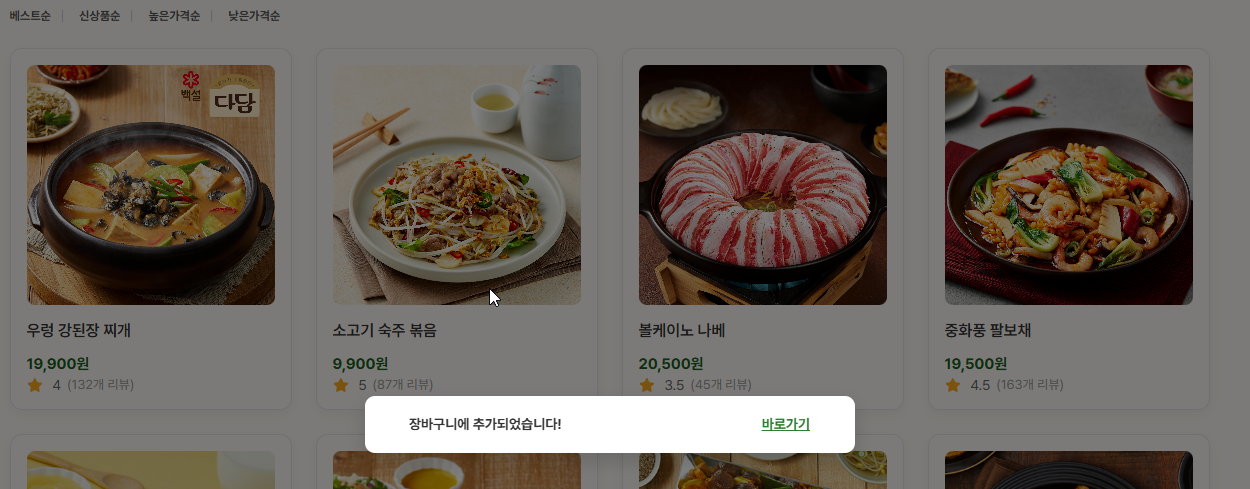 베스트순 신상품순 높은가격순 낮은가격순
백설
다담
우렁 강된장 찌개
19,900원
4 (132개 리뷰)
소고기 숙주 볶음
9,900원
5 (87개 리뷰)
볼케이노 나베
20,500원
3.5 (45개 리뷰)
중화풍 팔보채
19,500원
4.5 (163개 리뷰)
장바구니에 추가되었습니다! 바로가기